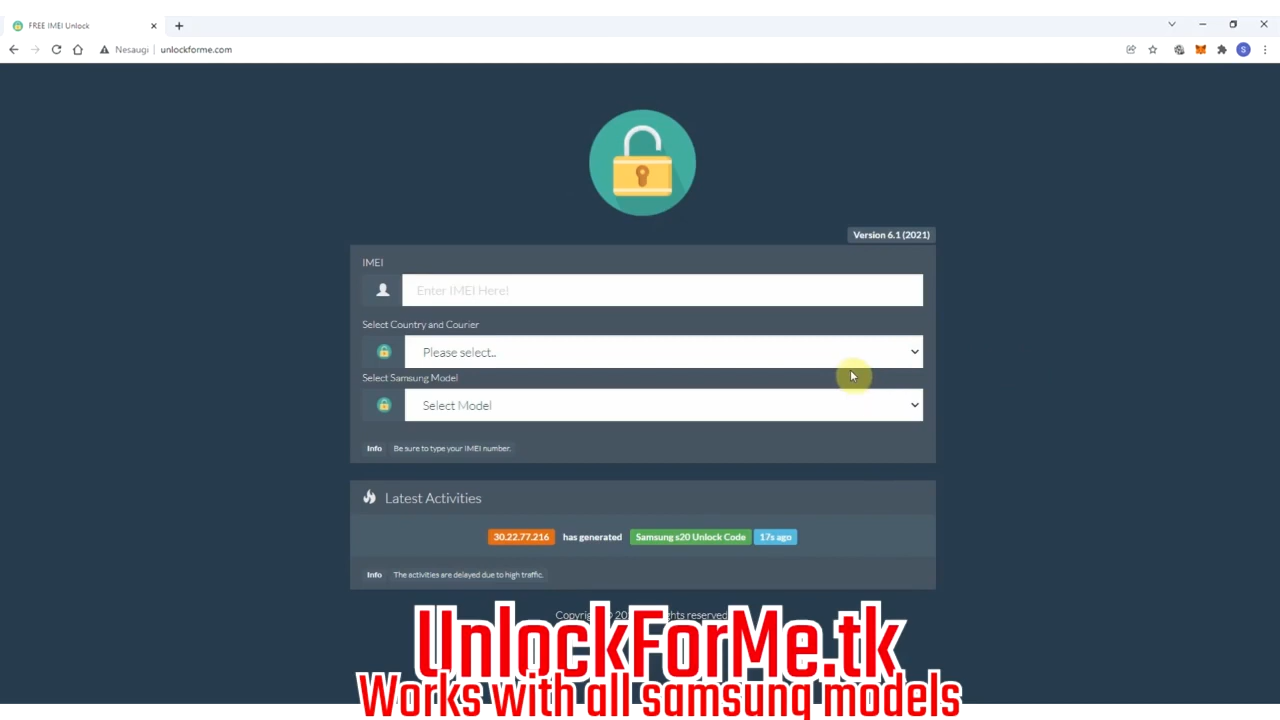 FREE IMEI Unlock
Nesaugi
unlockforme.com
S
Version 6.1 (2021)
IMEI
Enter IMEI Here!
Select Country and Courier
Please select..
Select Samsung Model
Select Model
Info Be sure to type your IMEI number.
Latest Activities
30.22.77.216 has generated Samsung s20 Unlock Code 17s ago
Info The activities are delayed due to high traffic.
reserved
UnlockForMe.tk
Works with all samsung models